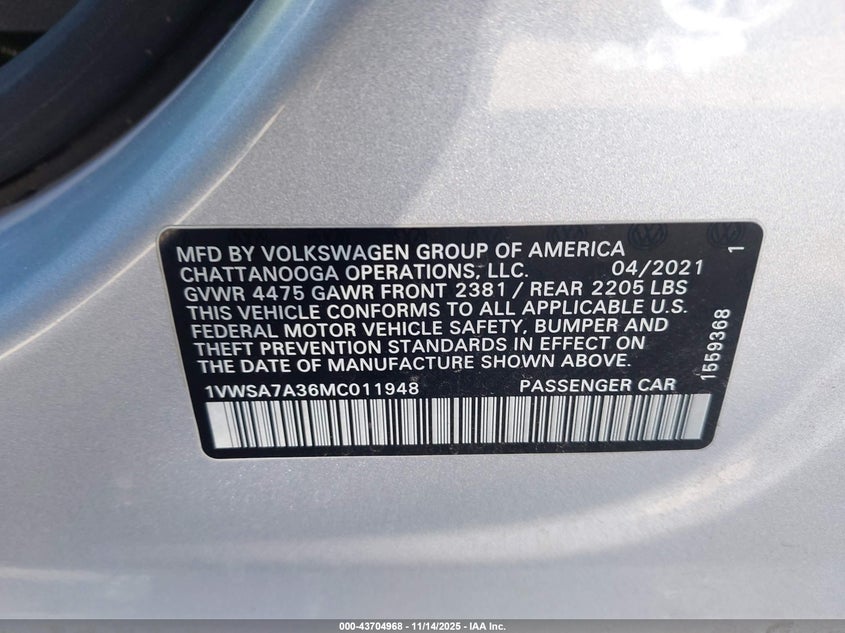 MFD BY VOLKSWAGEN GROUP OF AMERICA
CHATTANOOGA OPERATIONS, LLC. 04/2021
GVWR 4475 GAWR FRONT 2381 / REAR 2205 LBS
THIS VEHICLE CONFORMS TO ALL APPLICABLE U.S.
FEDERAL MOTOR VEHICLE SAFETY, BUMPER AND
THEFT PREVENTION STANDARDS IN EFFECT ON
THE DATE OF MANUFACTURE SHOWN ABOVE.
1VWSA7A36MC011948 PASSENGER CAR
1559368 1
000-43704968 - 11/14/2025 - IAA Inc.